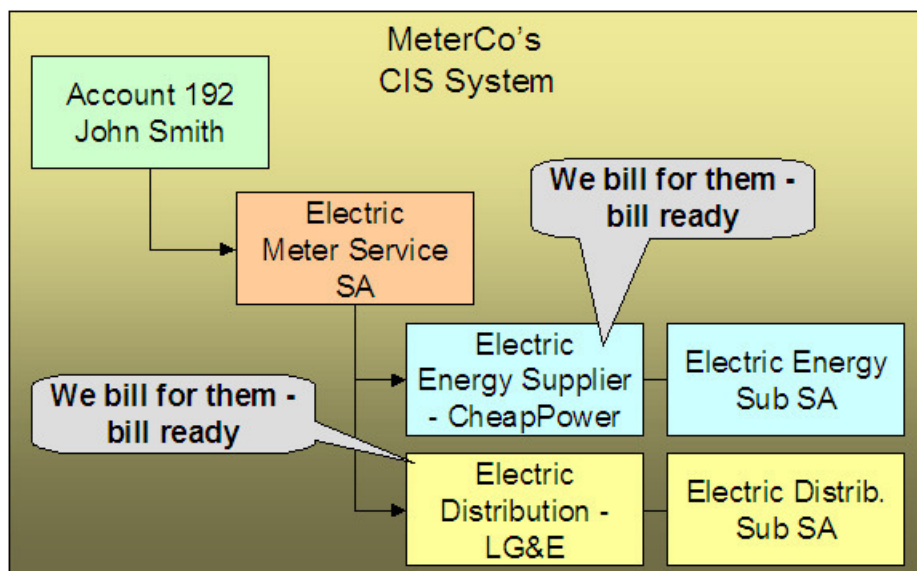 MeterCo's
CIS System
Account 192
John Smith
We bill for them -
bill ready
Electric
Meter Service
SA
Electric
Energy Supplier
- CheapPower
Electric Energy
Sub SA
We bill for them -
bill ready
Electric
Distribution -
LG&E
Electric Distrib.
Sub SA